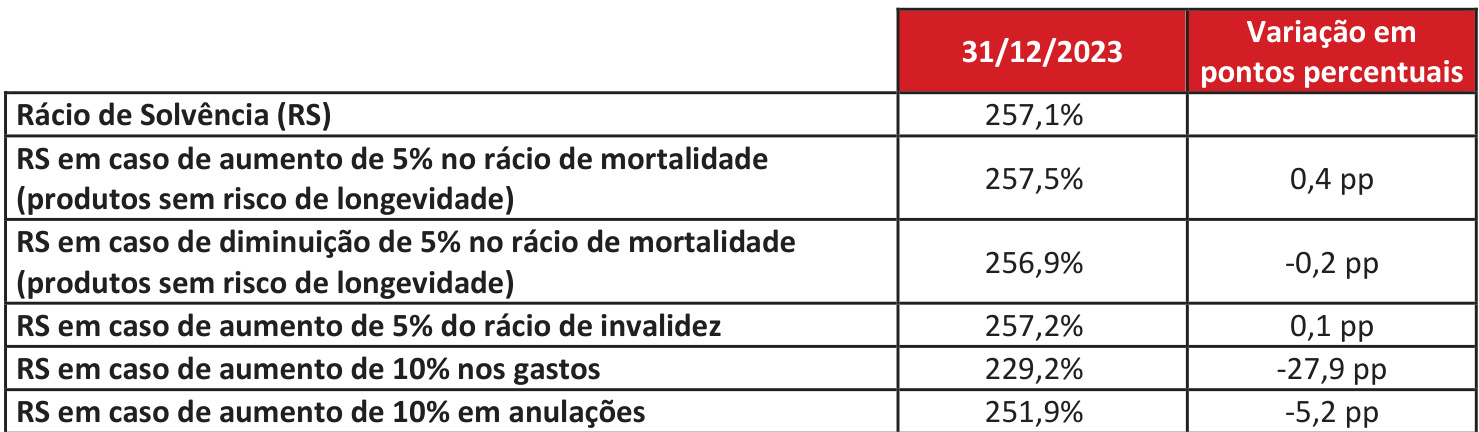 31/12/2023
Variação em
pontos percentuais
Rácio de Solvência (RS)
257,1%
RS em caso de aumento de 5% no rácio de mortalidade
(produtos sem risco de longevidade)
257,5%
0,4 pp
RS em caso de diminuição de 5% no rácio de mortalidade
(produtos sem risco de longevidade)
256,9%
-0,2 pp
RS em caso de aumento de 5% do rácio de invalidez
257,2%
0,1 pp
RS em caso de aumento de 10% nos gastos
229,2%
-27,9 pp
RS em caso de aumento de 10% em anulações
251,9%
-5,2 pp